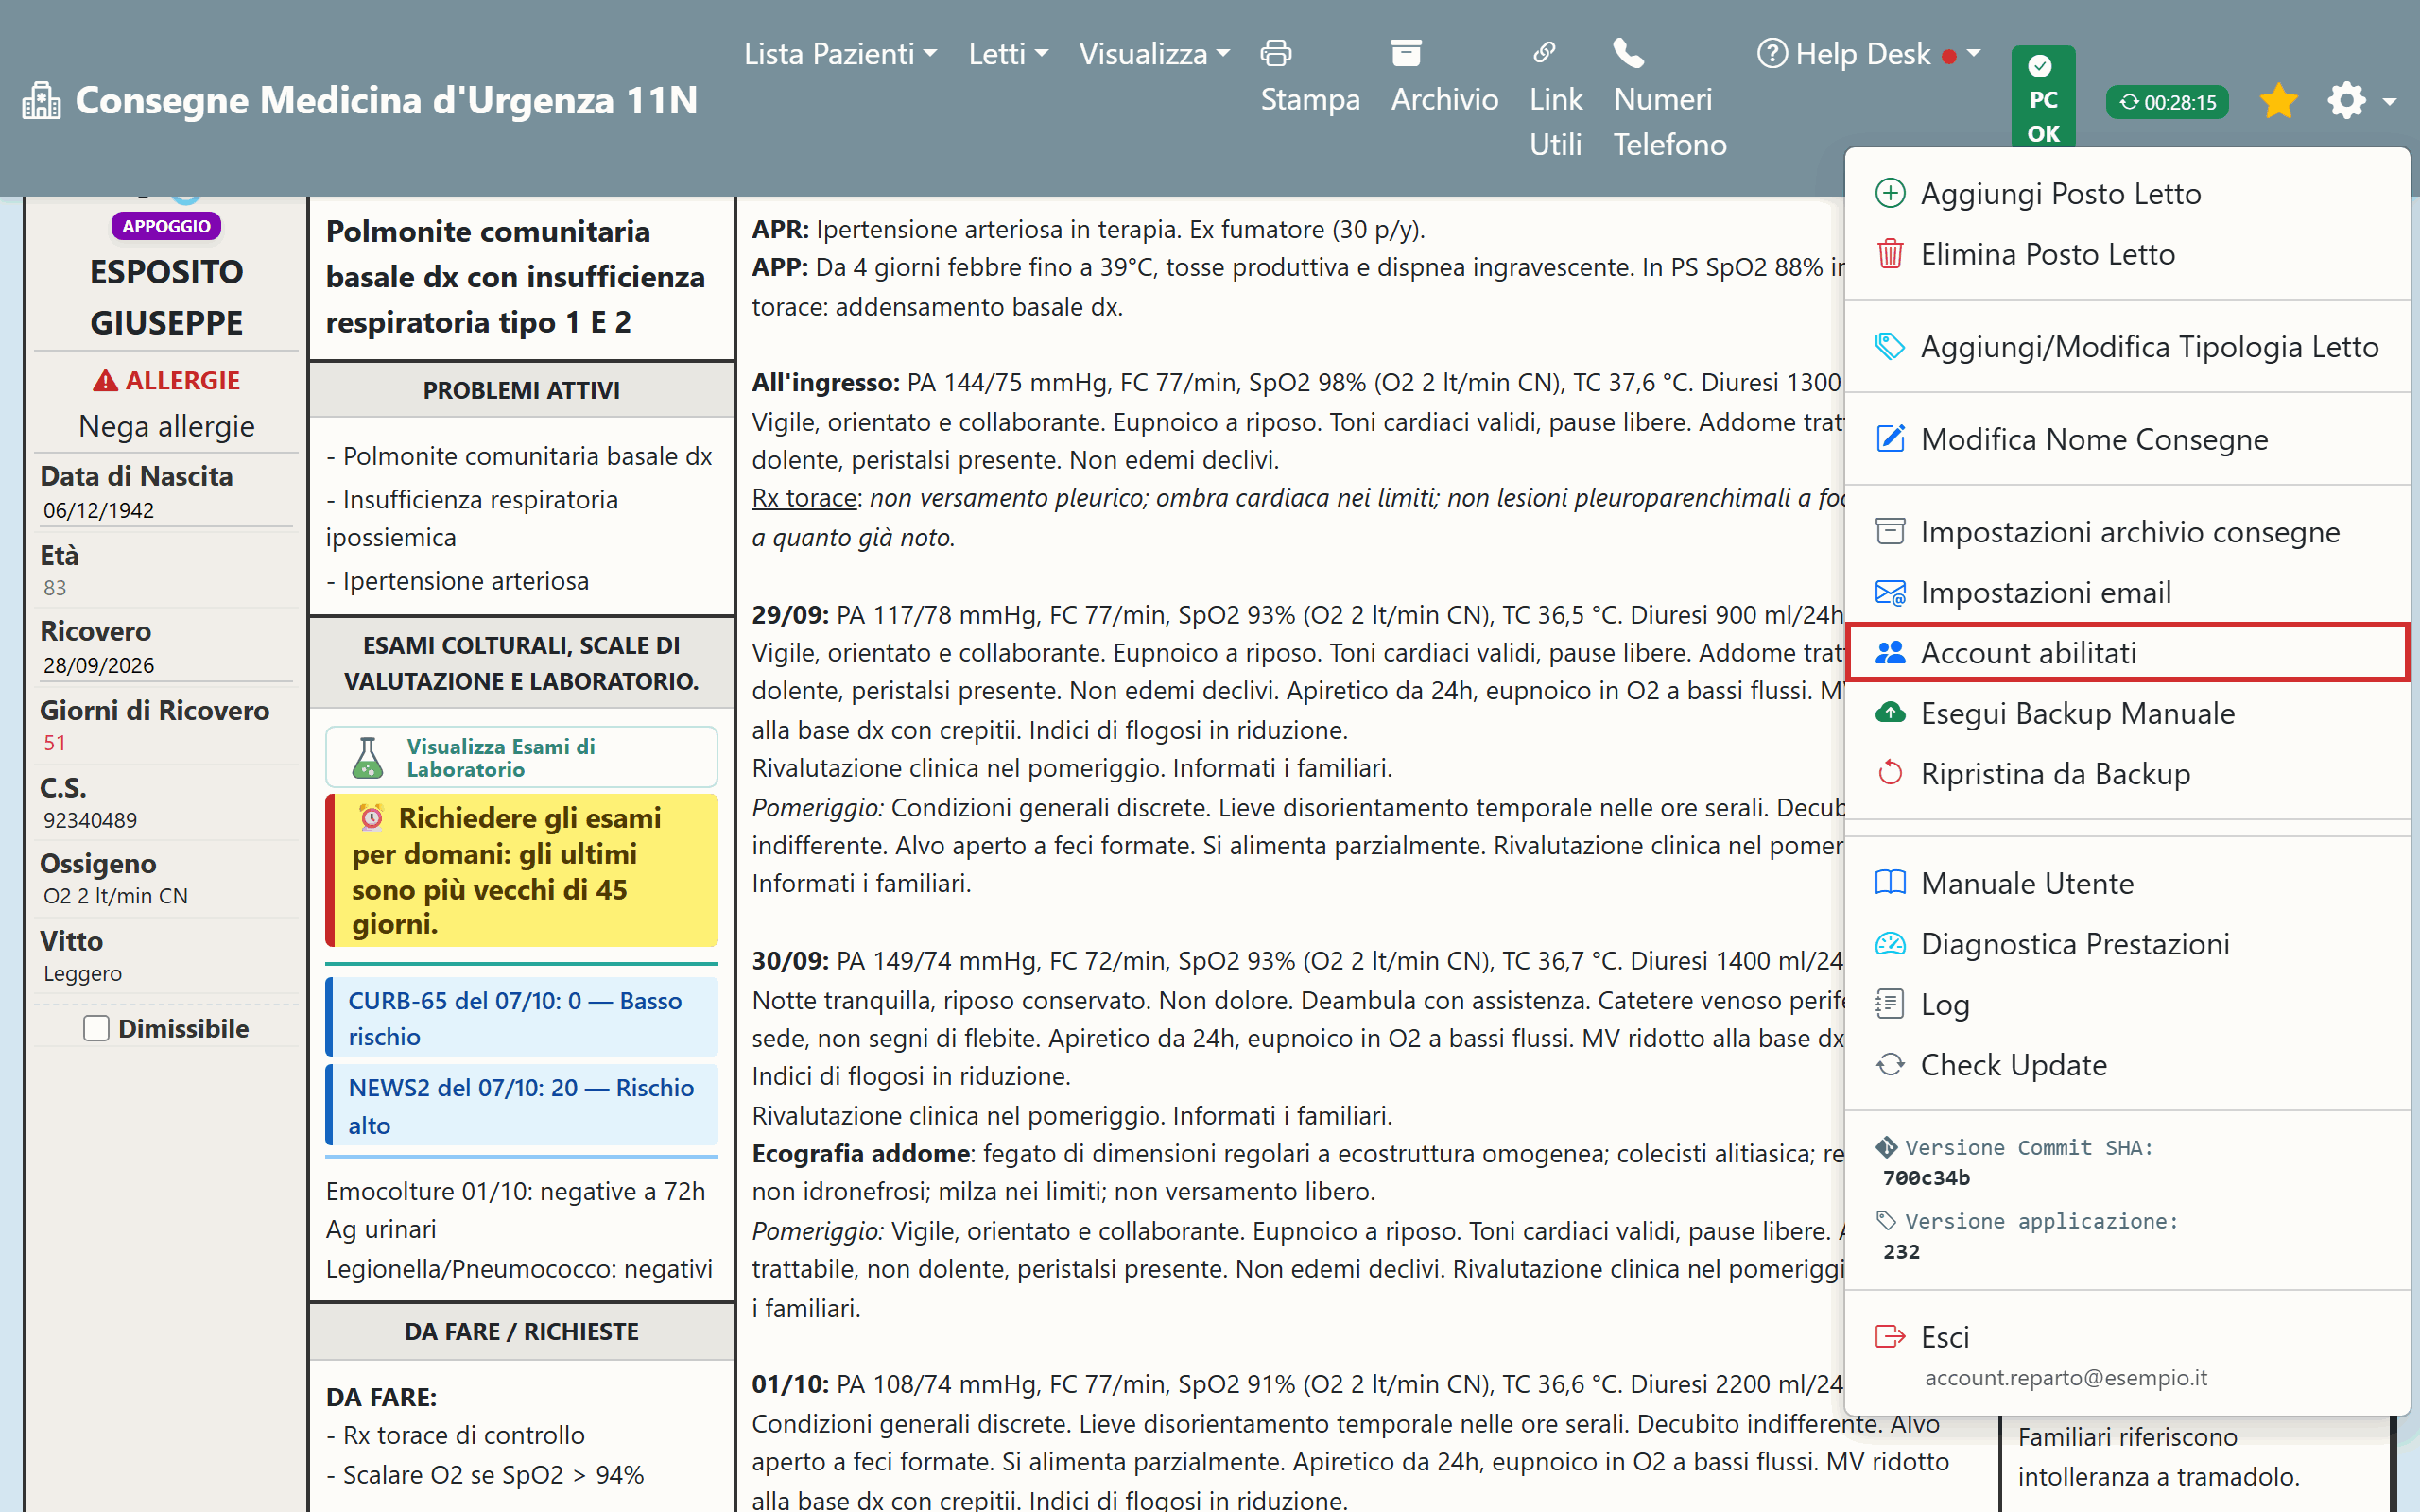 Consegne Medicina d'Urgenza 11N
Lista Pazienti
Letti
Visualizza
Stampa
Archivio
Link
Utili
Numeri
Telefono
Help Desk
PC
OK
00:28:15
APPOGGIO
ESPOSITO
GIUSEPPE
ALLERGIE
Nega allergie
Data di Nascita
06/12/1942
Età
83
Ricovero
28/09/2026
Giorni di Ricovero
51
C.S.
92340489
Ossigeno
O2 2 lt/min CN
Vitto
Leggero
Dimissibile
Polmonite comunitaria
basale dx con insufficienza
respiratoria tipo 1 E 2
PROBLEMI ATTIVI
- Polmonite comunitaria basale dx
- Insufficienza respiratoria
ipossiemica
- Ipertensione arteriosa
ESAMI COLTURALI, SCALE DI
VALUTAZIONE E LABORATORIO.
Visualizza Esami di
Laboratorio
Richiedere gli esami
per domani: gli ultimi
sono più vecchi di 45
giorni.
CURB-65 del 07/10: 0 — Basso
rischio
NEWS2 del 07/10: 20 — Rischio
alto
Emocolture 01/10: negative a 72h
Ag urinari
Legionella/Pneumococco: negativi
DA FARE / RICHIESTE
DA FARE:
- Rx torace di controllo
- Scalare O2 se SpO2 > 94%
APR: Ipertensione arteriosa in terapia. Ex fumatore (30 p/y).
APP: Da 4 giorni febbre fino a 39°C, tosse produttiva e dispnea ingravescente. In PS SpO2 88%
torace: addensamento basale dx.
All'ingresso: PA 144/75 mmHg, FC 77/min, SpO2 98% (O2 2 lt/min CN), TC 37,6 °C. Diuresi 1300
Vigile, orientato e collaborante. Eupnoico a riposo. Toni cardiaci validi, pause libere. Addome
dolente, peristalsi presente. Non edemi declivi.
Rx torace: non versamento pleurico; ombra cardiaca nei limiti; non lesioni pleuroparenchimali a
a quanto già noto.
29/09: PA 117/78 mmHg, FC 77/min, SpO2 93% (O2 2 lt/min CN), TC 36,5 °C. Diuresi 900 ml/24h
Vigile, orientato e collaborante. Eupnoico a riposo. Toni cardiaci validi, pause libere. Addome
dolente, peristalsi presente. Non edemi declivi. Apiretico da 24h, eupnoico in O2 a bassi flussi.
alla base dx con crepitii. Indici di flogosi in riduzione.
Rivalutazione clinica nel pomeriggio. Informati i familiari.
Pomeriggio: Condizioni generali discrete. Lieve disorientamento temporale nelle ore serali.
indifferente. Alvo aperto a feci formate. Si alimenta parzialmente. Rivalutazione clinica nel
Informati i familiari.
30/09: PA 149/74 mmHg, FC 72/min, SpO2 93% (O2 2 lt/min CN), TC 36,7 °C. Diuresi 1400 ml/24
Notte tranquilla, riposo conservato. Non dolore. Deambula con assistenza. Catetere venoso
sede, non segni di flebite. Apiretico da 24h, eupnoico in O2 a bassi flussi. MV ridotto alla base dx
Indici di flogosi in riduzione.
Rivalutazione clinica nel pomeriggio. Informati i familiari.
Ecografia addome: fegato di dimensioni regolari a ecostruttura omogenea; colecisti alitiasica;
non idronefrosi; milza nei limiti; non versamento libero.
Pomeriggio: Vigile, orientato e collaborante. Eupnoico a riposo. Toni cardiaci validi, pause libere.
trattabile, non dolente, peristalsi presente. Non edemi declivi. Rivalutazione clinica nel
i familiari.
01/10: PA 108/74 mmHg, FC 77/min, SpO2 91% (O2 2 lt/min CN), TC 36,6 °C. Diuresi 2200 ml/24
Condizioni generali discrete. Lieve disorientamento temporale nelle ore serali. Decubito indifferente. Alvo
aperto a feci formate. Si alimenta parzialmente. Apiretico da 24h, eupnoico in O2 a bassi flussi. MV ridotto
alla base dx con crepitii. Indici di flogosi in riduzione.
Familiari riferiscono
intolleranza a tramadolo.
Aggiungi Posto Letto
Elimina Posto Letto
Aggiungi/Modifica Tipologia Letto
Modifica Nome Consegne
Impostazioni archivio consegne
Impostazioni email
Account abilitati
Esegui Backup Manuale
Ripristina da Backup
Manuale Utente
Diagnostica Prestazioni
Log
Check Update
Versione Commit SHA:
700c34b
Versione applicazione:
232
Esci
account.reparto@esempio.it